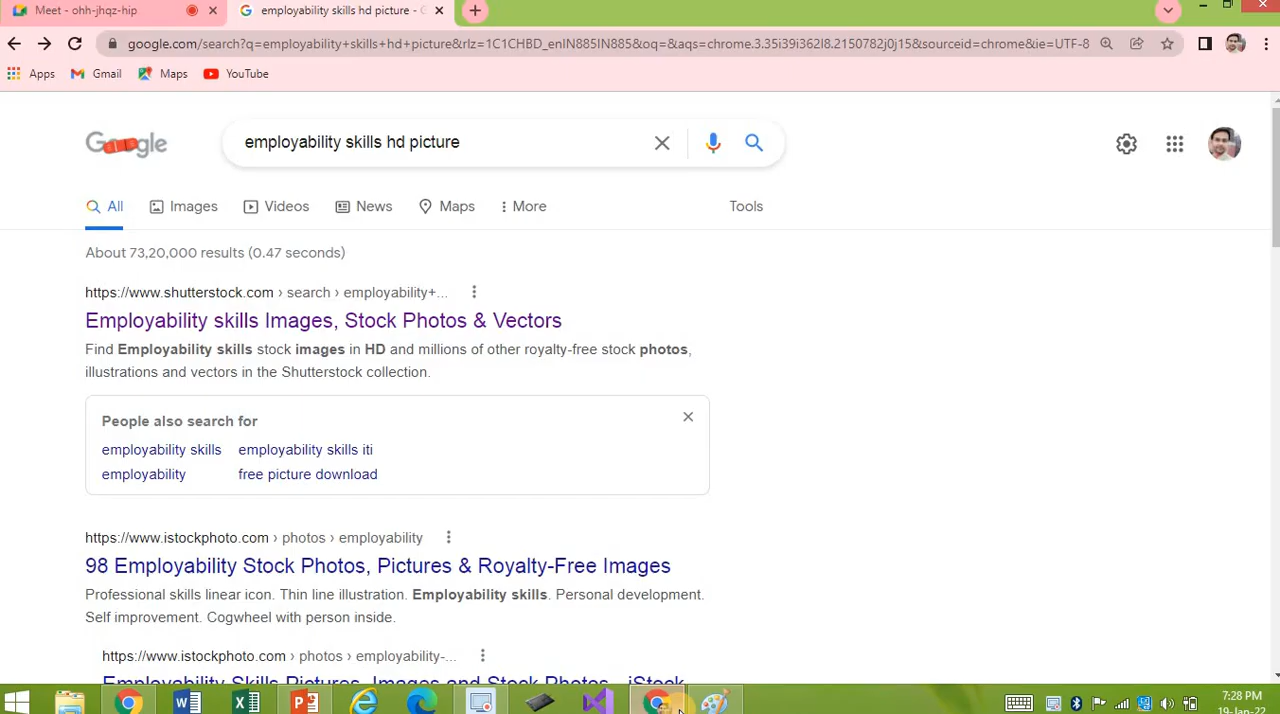 Meet - ohh-jhqz-hip
employability skills hd picture - G
google.com/search?q=employability+skills+hd+picture&rlz=1C1CHBD_enIN885IN885&oq=&aqs=chrome.3.35i39i362l8.2150782j0j15&sourceid=chrome&ie=UTF-8
Apps Gmail Maps YouTube
Google
employability skills hd picture
All Images Videos News Maps More Tools
About 73,20,000 results (0.47 seconds)
https://www.shutterstock.com › search › employability+...
Employability skills Images, Stock Photos & Vectors
Find Employability skills stock images in HD and millions of other royalty-free stock photos,
illustrations and vectors in the Shutterstock collection.
People also search for
employability skills employability skills iti
employability free picture download
https://www.istockphoto.com › photos › employability
98 Employability Stock Photos, Pictures & Royalty-Free Images
Professional skills linear icon. Thin line illustration. Employability skills. Personal development.
Self improvement. Cogwheel with person inside.
https://www.istockphoto.com › photos › employability-...
Employability Skills Pictures, Images and Stock Photos - iStock
7:28 PM
19-Jan-22